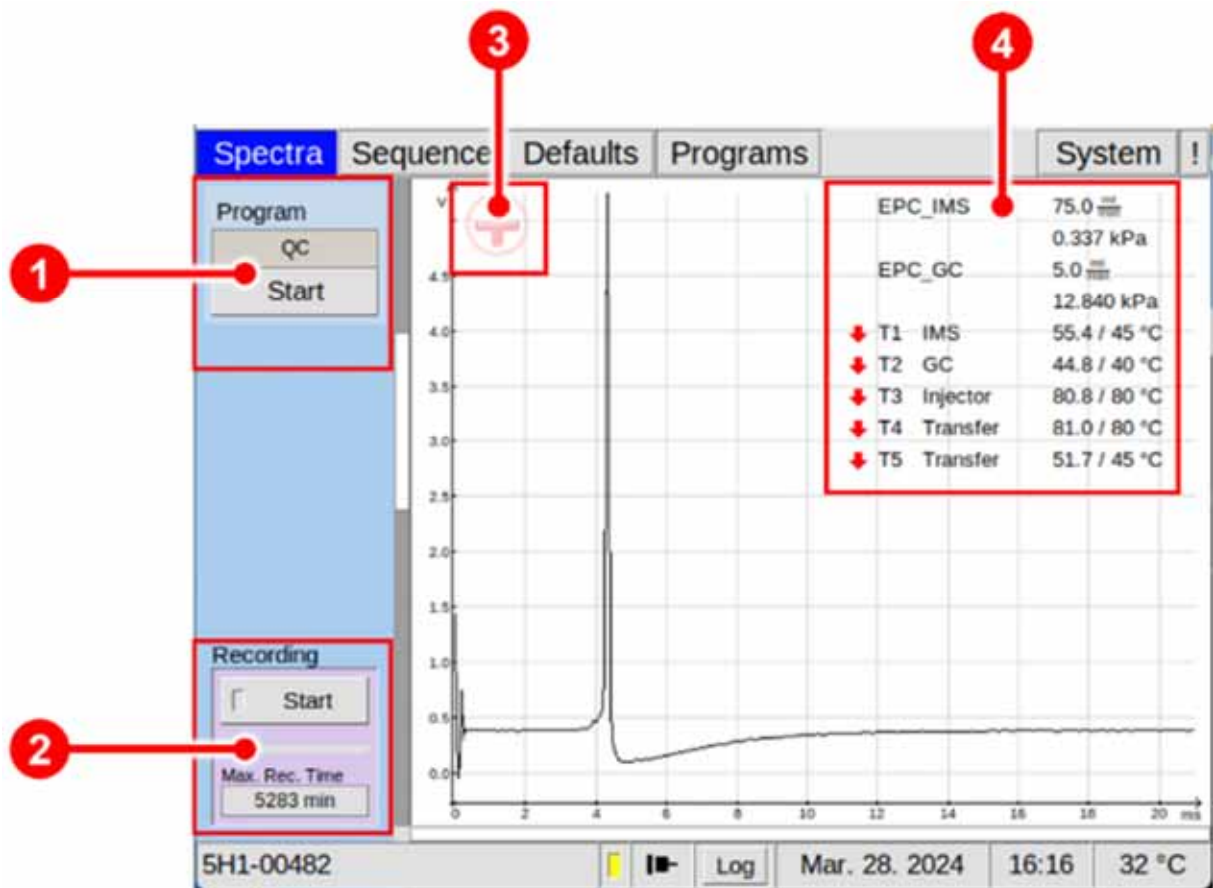 3
4
Spectra Sequence Defaults Programs System !
1
Program
QC
Start
V
EPC_IMS 75.0 ml/min
0.337 kPa
EPC_GC 5.0 ml/min
12.840 kPa
T1 IMS 55.4 / 45 °C
T2 GC 44.8 / 40 °C
T3 Injector 80.8 / 80 °C
T4 Transfer 81.0 / 80 °C
T5 Transfer 51.7 / 45 °C
4.5
4.0
3.5
3.0
2.5
2.0
1.5
1.0
0.5
0.0
0 2 4 6 8 10 12 14 16 18 20 ms
2
Recording
Start
Max. Rec. Time
5283 min
5H1-00482 Log Mar. 28. 2024 16:16 32 °C